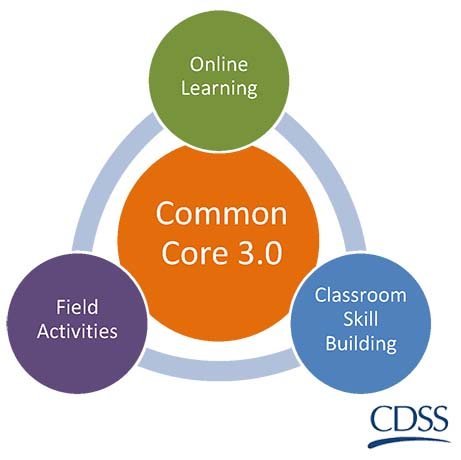 Online
Learning
Common
Core 3.0
Field
Activities
Classroom
Skill
Building
CDSS